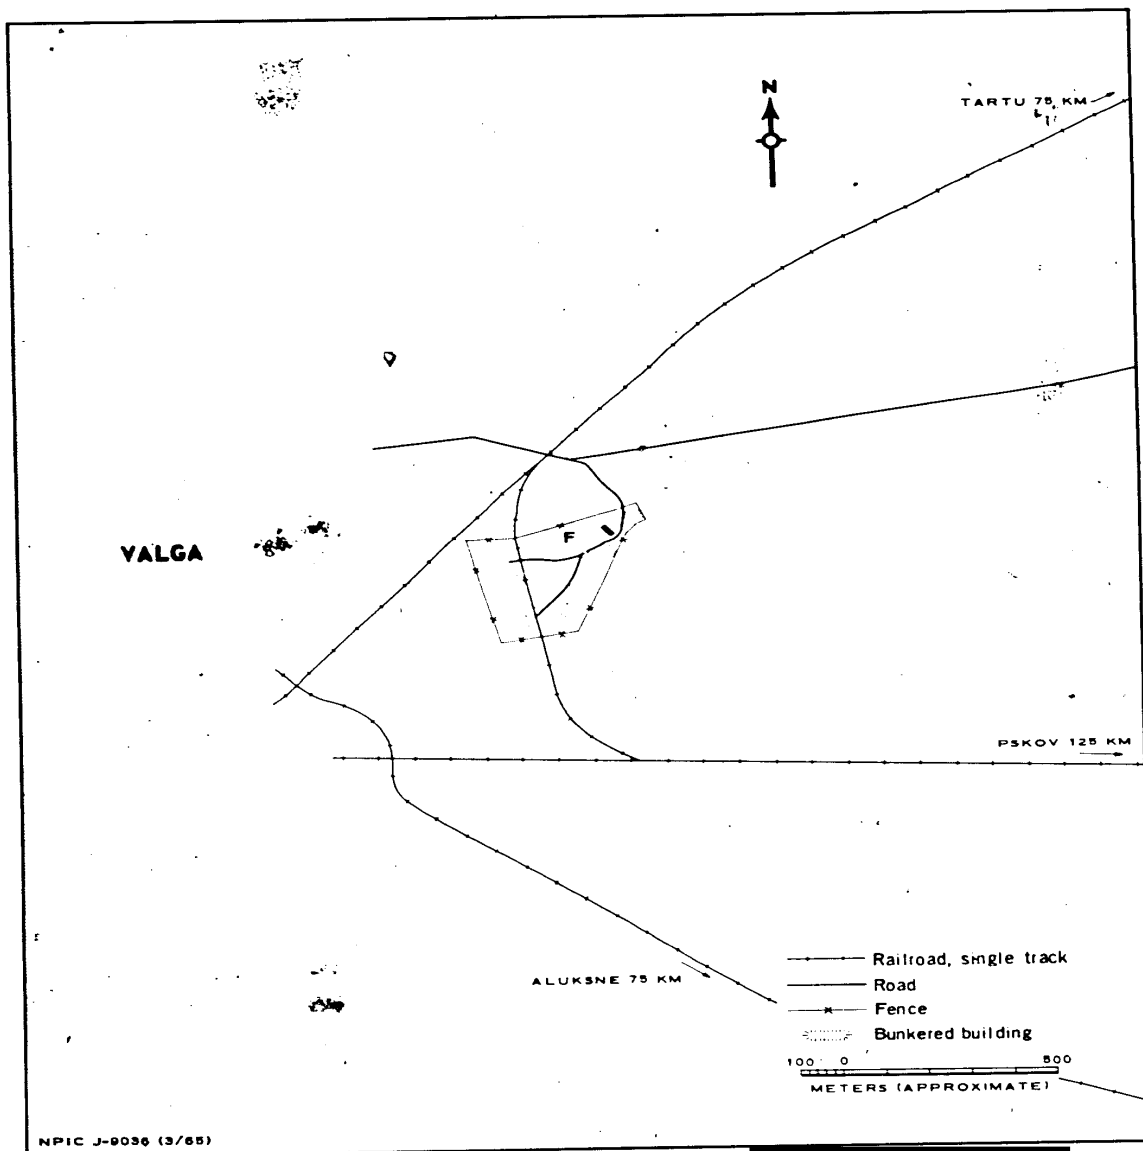 N
TARTU 75 KM
VALGA
F
PSKOV 125 KM
ALUKSNE 75 KM
Railroad, single track
Road
Fence
Bunkered building
100 0 500
METERS (APPROXIMATE)
NPIC J-9036 (3/65)